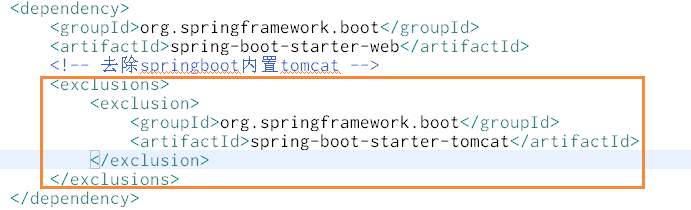 <dependency>
<groupId>org.springframework.boot</groupId>
<artifactId>spring-boot-starter-web</artifactId>
<!-- 去除springboot内置tomcat -->
<exclusions>
<exclusion>
<groupId>org.springframework.boot</groupId>
<artifactId>spring-boot-starter-tomcat</artifactId>
</exclusion>
</exclusions>
</dependency>